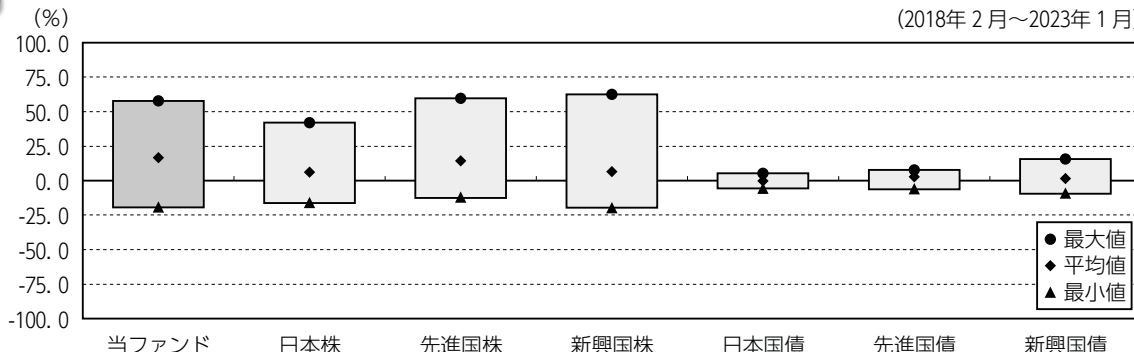 (%)
(2018年2月～2023年1月)
100.0
75.0
50.0
25.0
0.0
-25.0
-50.0
-75.0
-100.0
● 最大値
◆ 平均値
▲ 最小値
当ファンド 日本株 先進国株 新興国株 日本国債 先進国債 新興国債